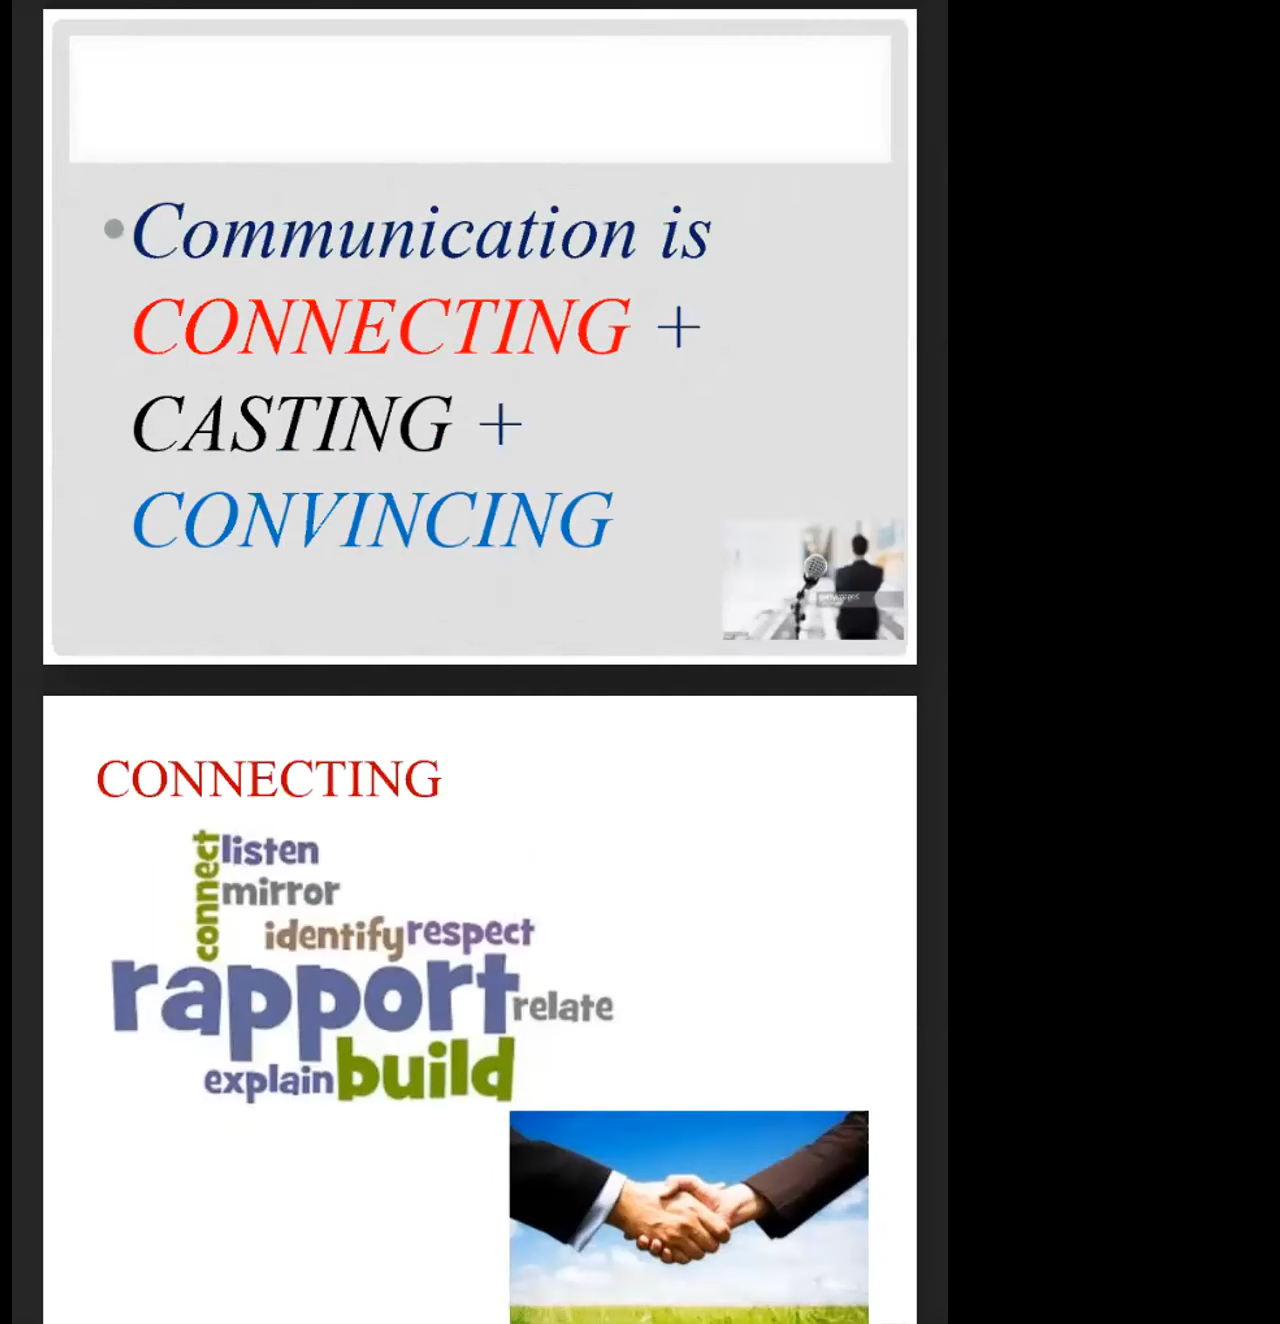 •Communication is
CONNECTING +
CASTING +
CONVINCING
CONNECTING
connect
listen
mirror
identify respect
rapport
relate
explain build